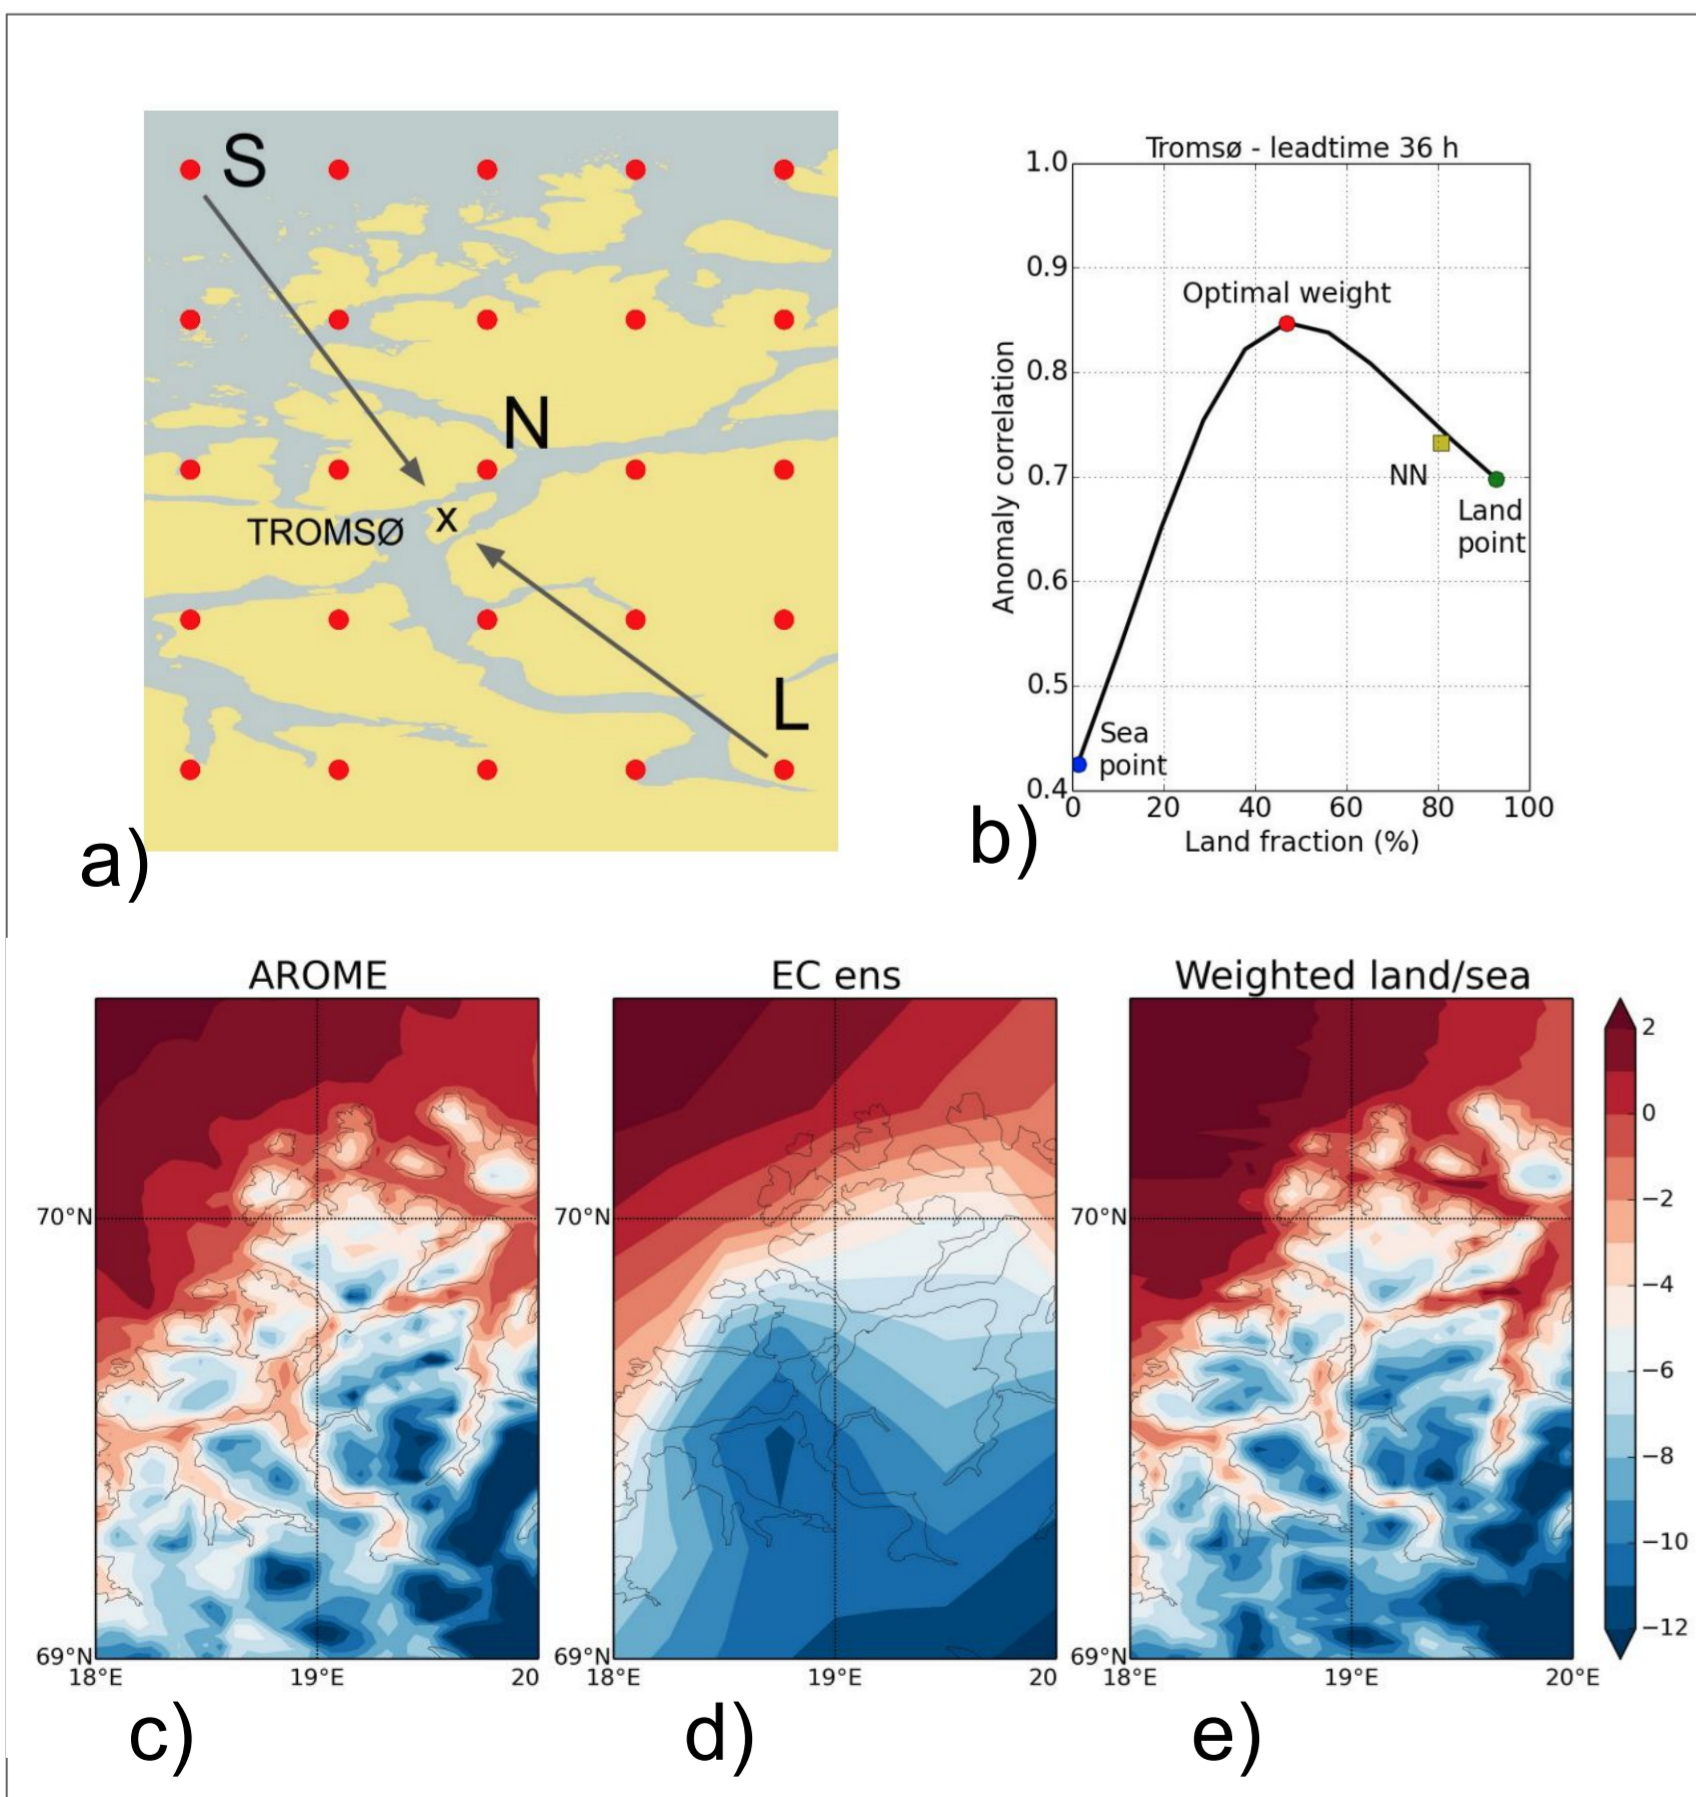 S
N
x
TROMSØ
L
a)
Tromsø - leadtime 36 h
1.0
0.9
0.8
0.7
0.6
0.5
0.4
Anomaly correlation
Optimal weight
NN
Land
point
Sea
point
0 20 40 60 80 100
Land fraction (%)
b)
AROME
70°N
69°N
18°E 19°E 20
c)
EC ens
70°N
69°N
18°E 19°E 20
d)
Weighted land/sea
70°N
69°N
18°E 19°E 20°E
e)
2
0
−2
−4
−6
−8
−10
−12